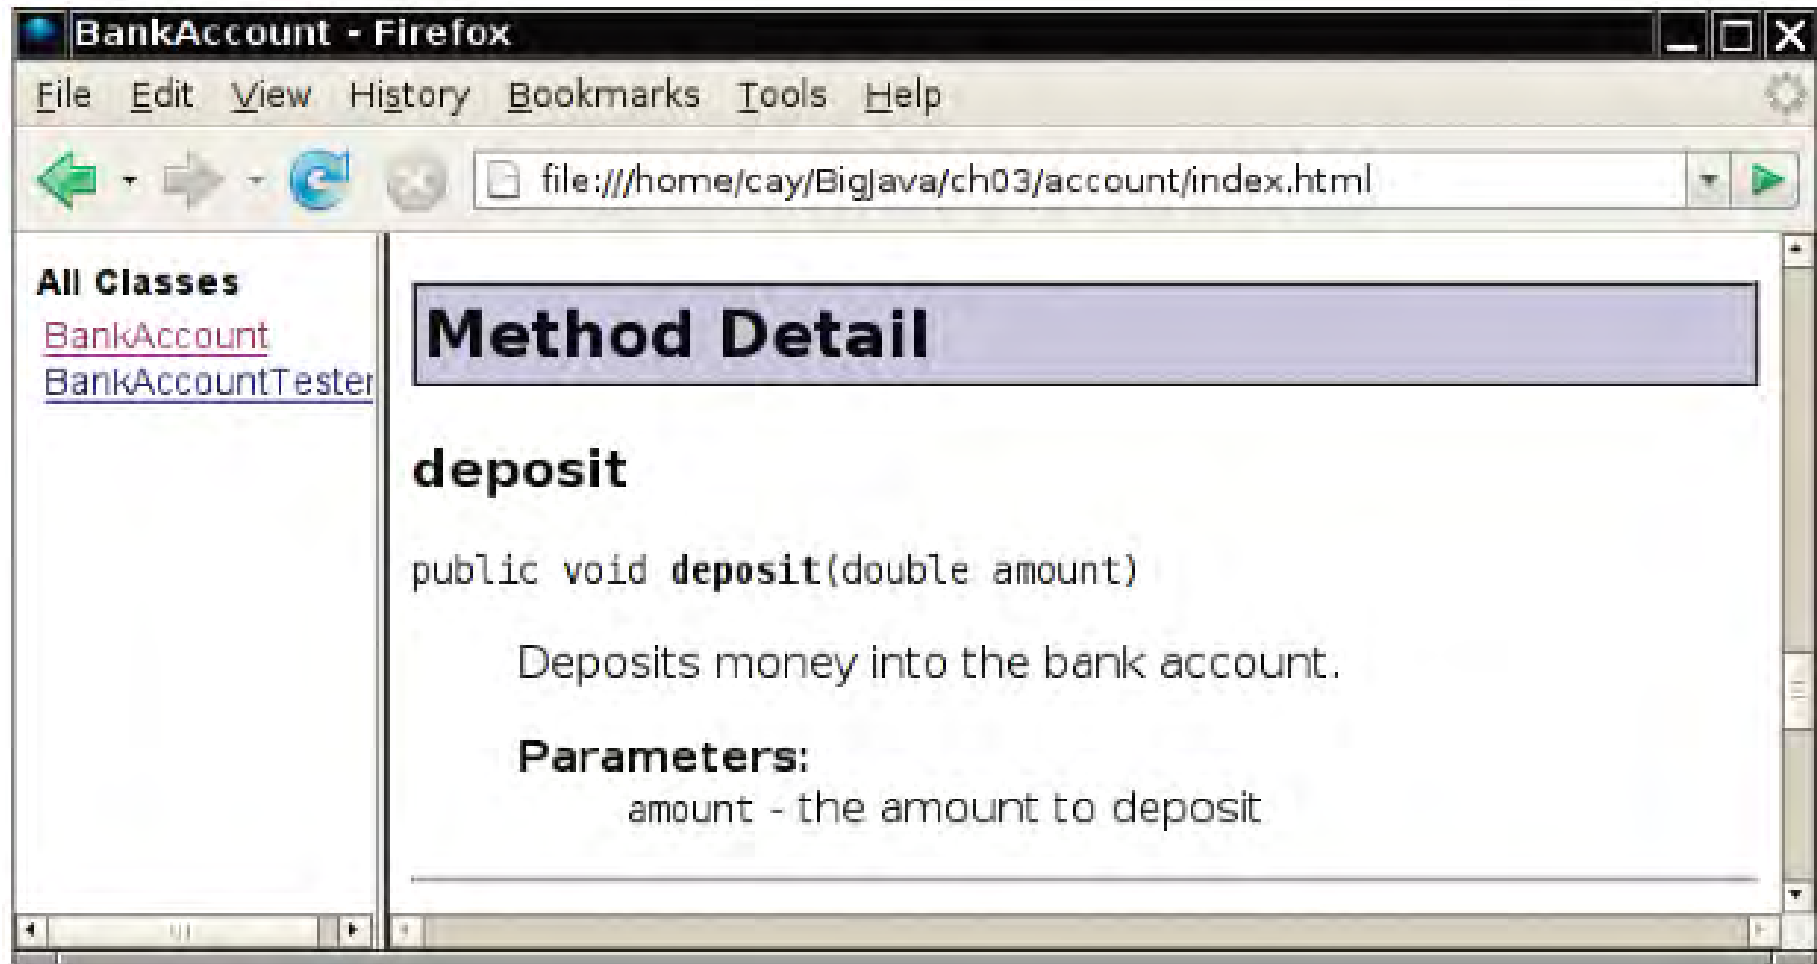 BankAccount - Firefox
File Edit View History Bookmarks Tools Help
file:///home/cay/BigJava/ch03/account/index.html
All Classes
BankAccount
BankAccountTester
Method Detail
deposit
public void deposit(double amount)
Deposits money into the bank account.
Parameters:
amount - the amount to deposit